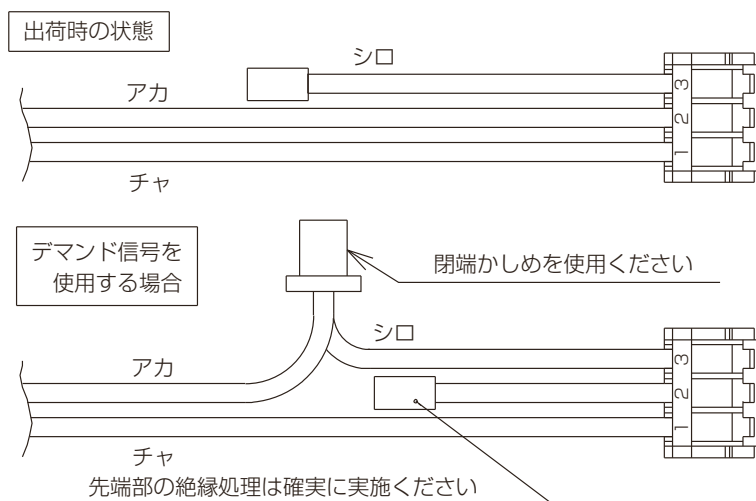 出荷時の状態
シロ
アカ
チャ
3
2
1
デマンド信号を
使用する場合
閉端かしめを使用ください
シロ
アカ
チャ
3
2
1
先端部の絶縁処理は確実に実施ください